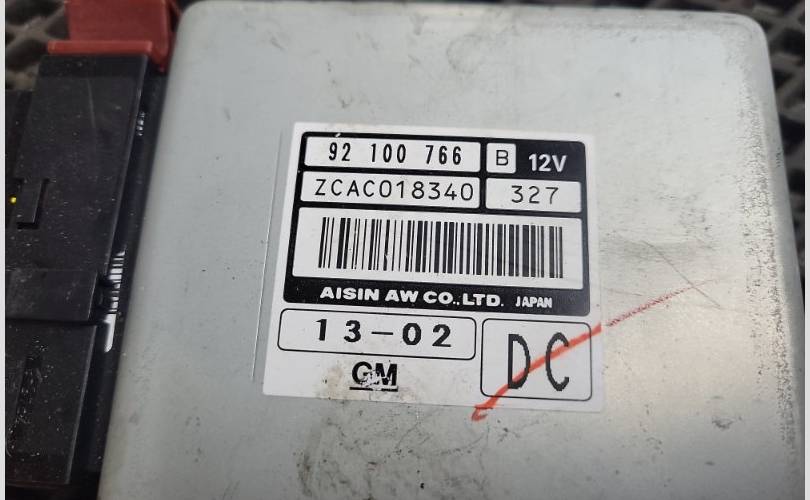 92 100 766 B 12V
ZCAC018340 327
AISIN AW CO.,LTD. JAPAN
13-02
DC
GM